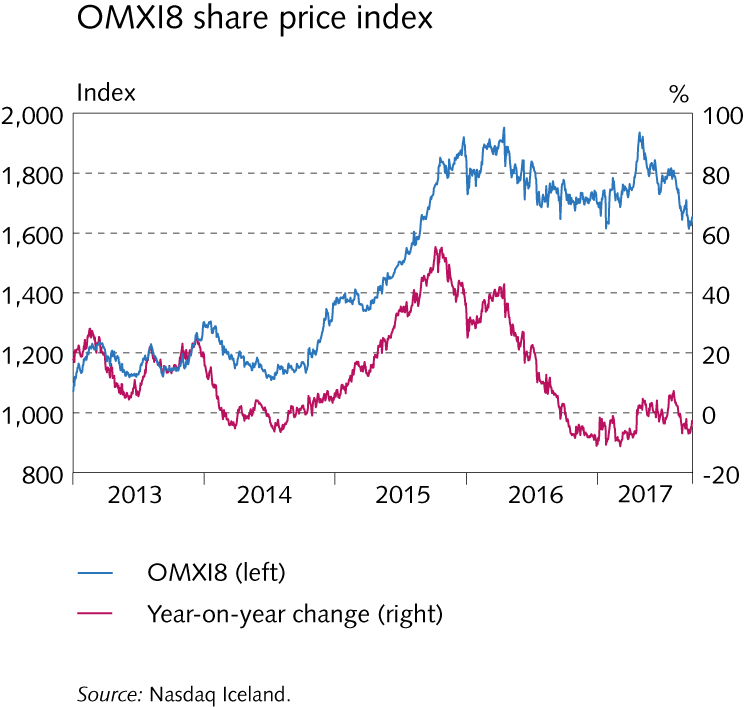 OMXI8 share price index
Index %
2,000 100
1,800 80
1,600 60
1,400 40
1,200 20
1,000 0
800 -20
2013 2014 2015 2016 2017
OMXI8 (left)
Year-on-year change (right)
Source: Nasdaq Iceland.